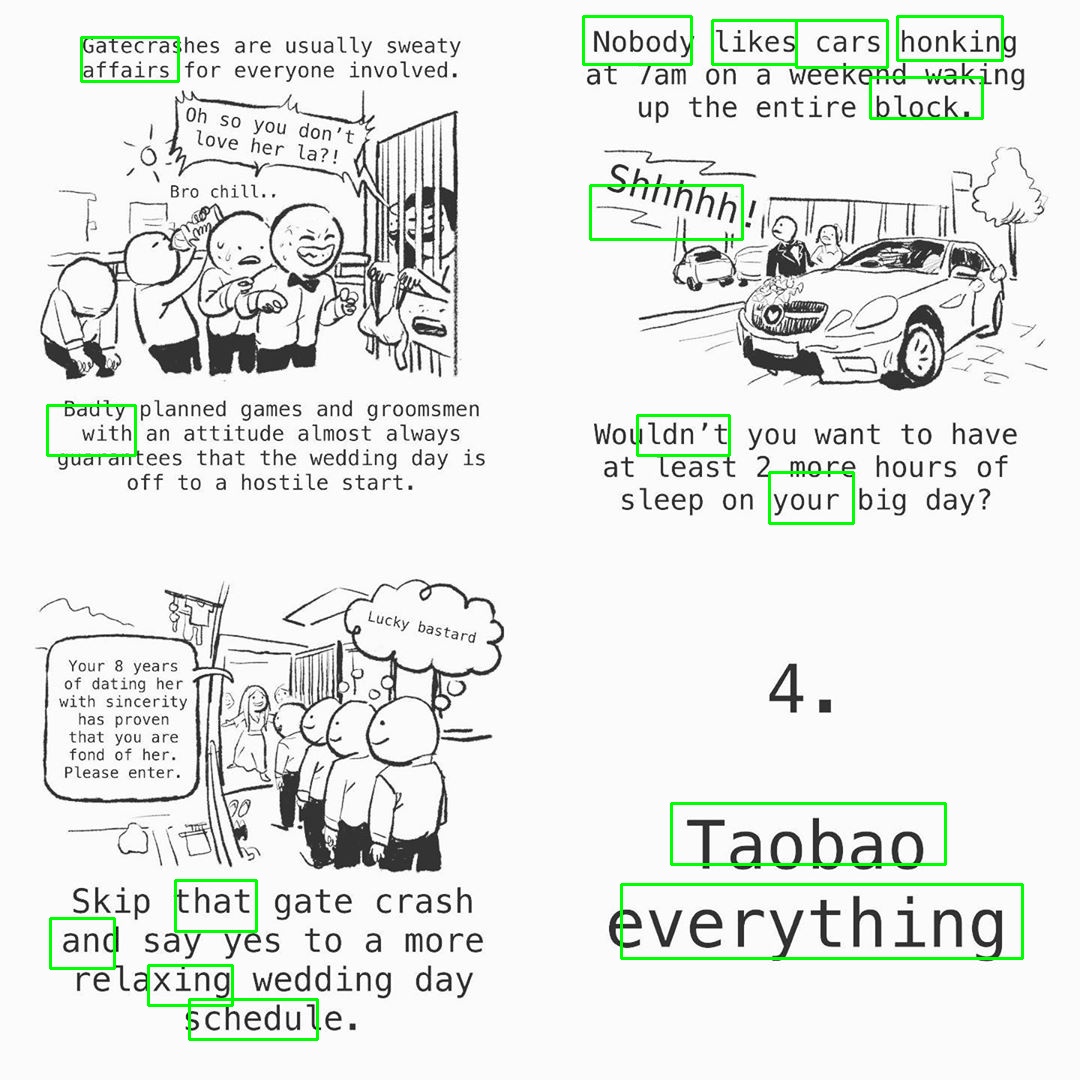 Gatecrashes are usually sweaty
affairs for everyone involved.
Oh so you don't
love her la?!
Bro chill..
Badly planned games and groomsmen
with an attitude almost always
guarantees that the wedding day is
off to a hostile start.
Nobody likes cars honking
at 7am on a weekend waking
up the entire block.
Shhhhh!
Wouldn't you want to have
at least 2 more hours of
sleep on your big day?
Lucky bastard
Your 8 years
of dating her
with sincerity
has proven
that you are
fond of her.
Please enter.
Skip that gate crash
and say yes to a more
relaxing wedding day
schedule.
4.
Taobao
everything